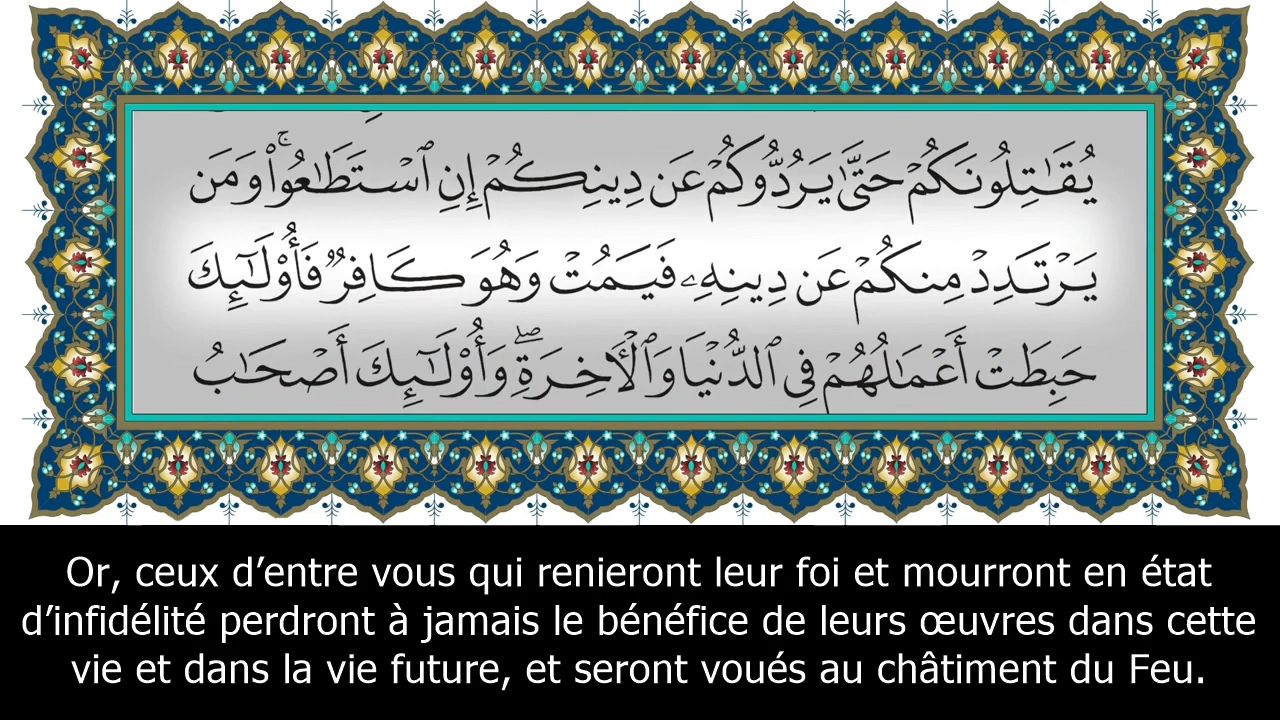 يُقَٰتِلُونَكُمْ حَتَّىٰ يَرُدُّوكُمْ عَن دِينِكُمْ إِنِ ٱسْتَطَٰعُوا۟ ۚ وَمَن
يَرْتَدِدْ مِنكُمْ عَن دِينِهِۦ فَيَمُتْ وَهُوَ كَافِرٌ فَأُو۟لَٰٓئِكَ
حَبِطَتْ أَعْمَٰلُهُمْ فِي ٱلدُّنْيَا وَٱلْءَاخِرَةِ ۖ وَأُو۟لَٰٓئِكَ أَصْحَٰبُ
Or, ceux d’entre vous qui renieront leur foi et mourront en état
d’infidélité perdront à jamais le bénéfice de leurs œuvres dans cette
vie et dans la vie future, et seront voués au châtiment du Feu.